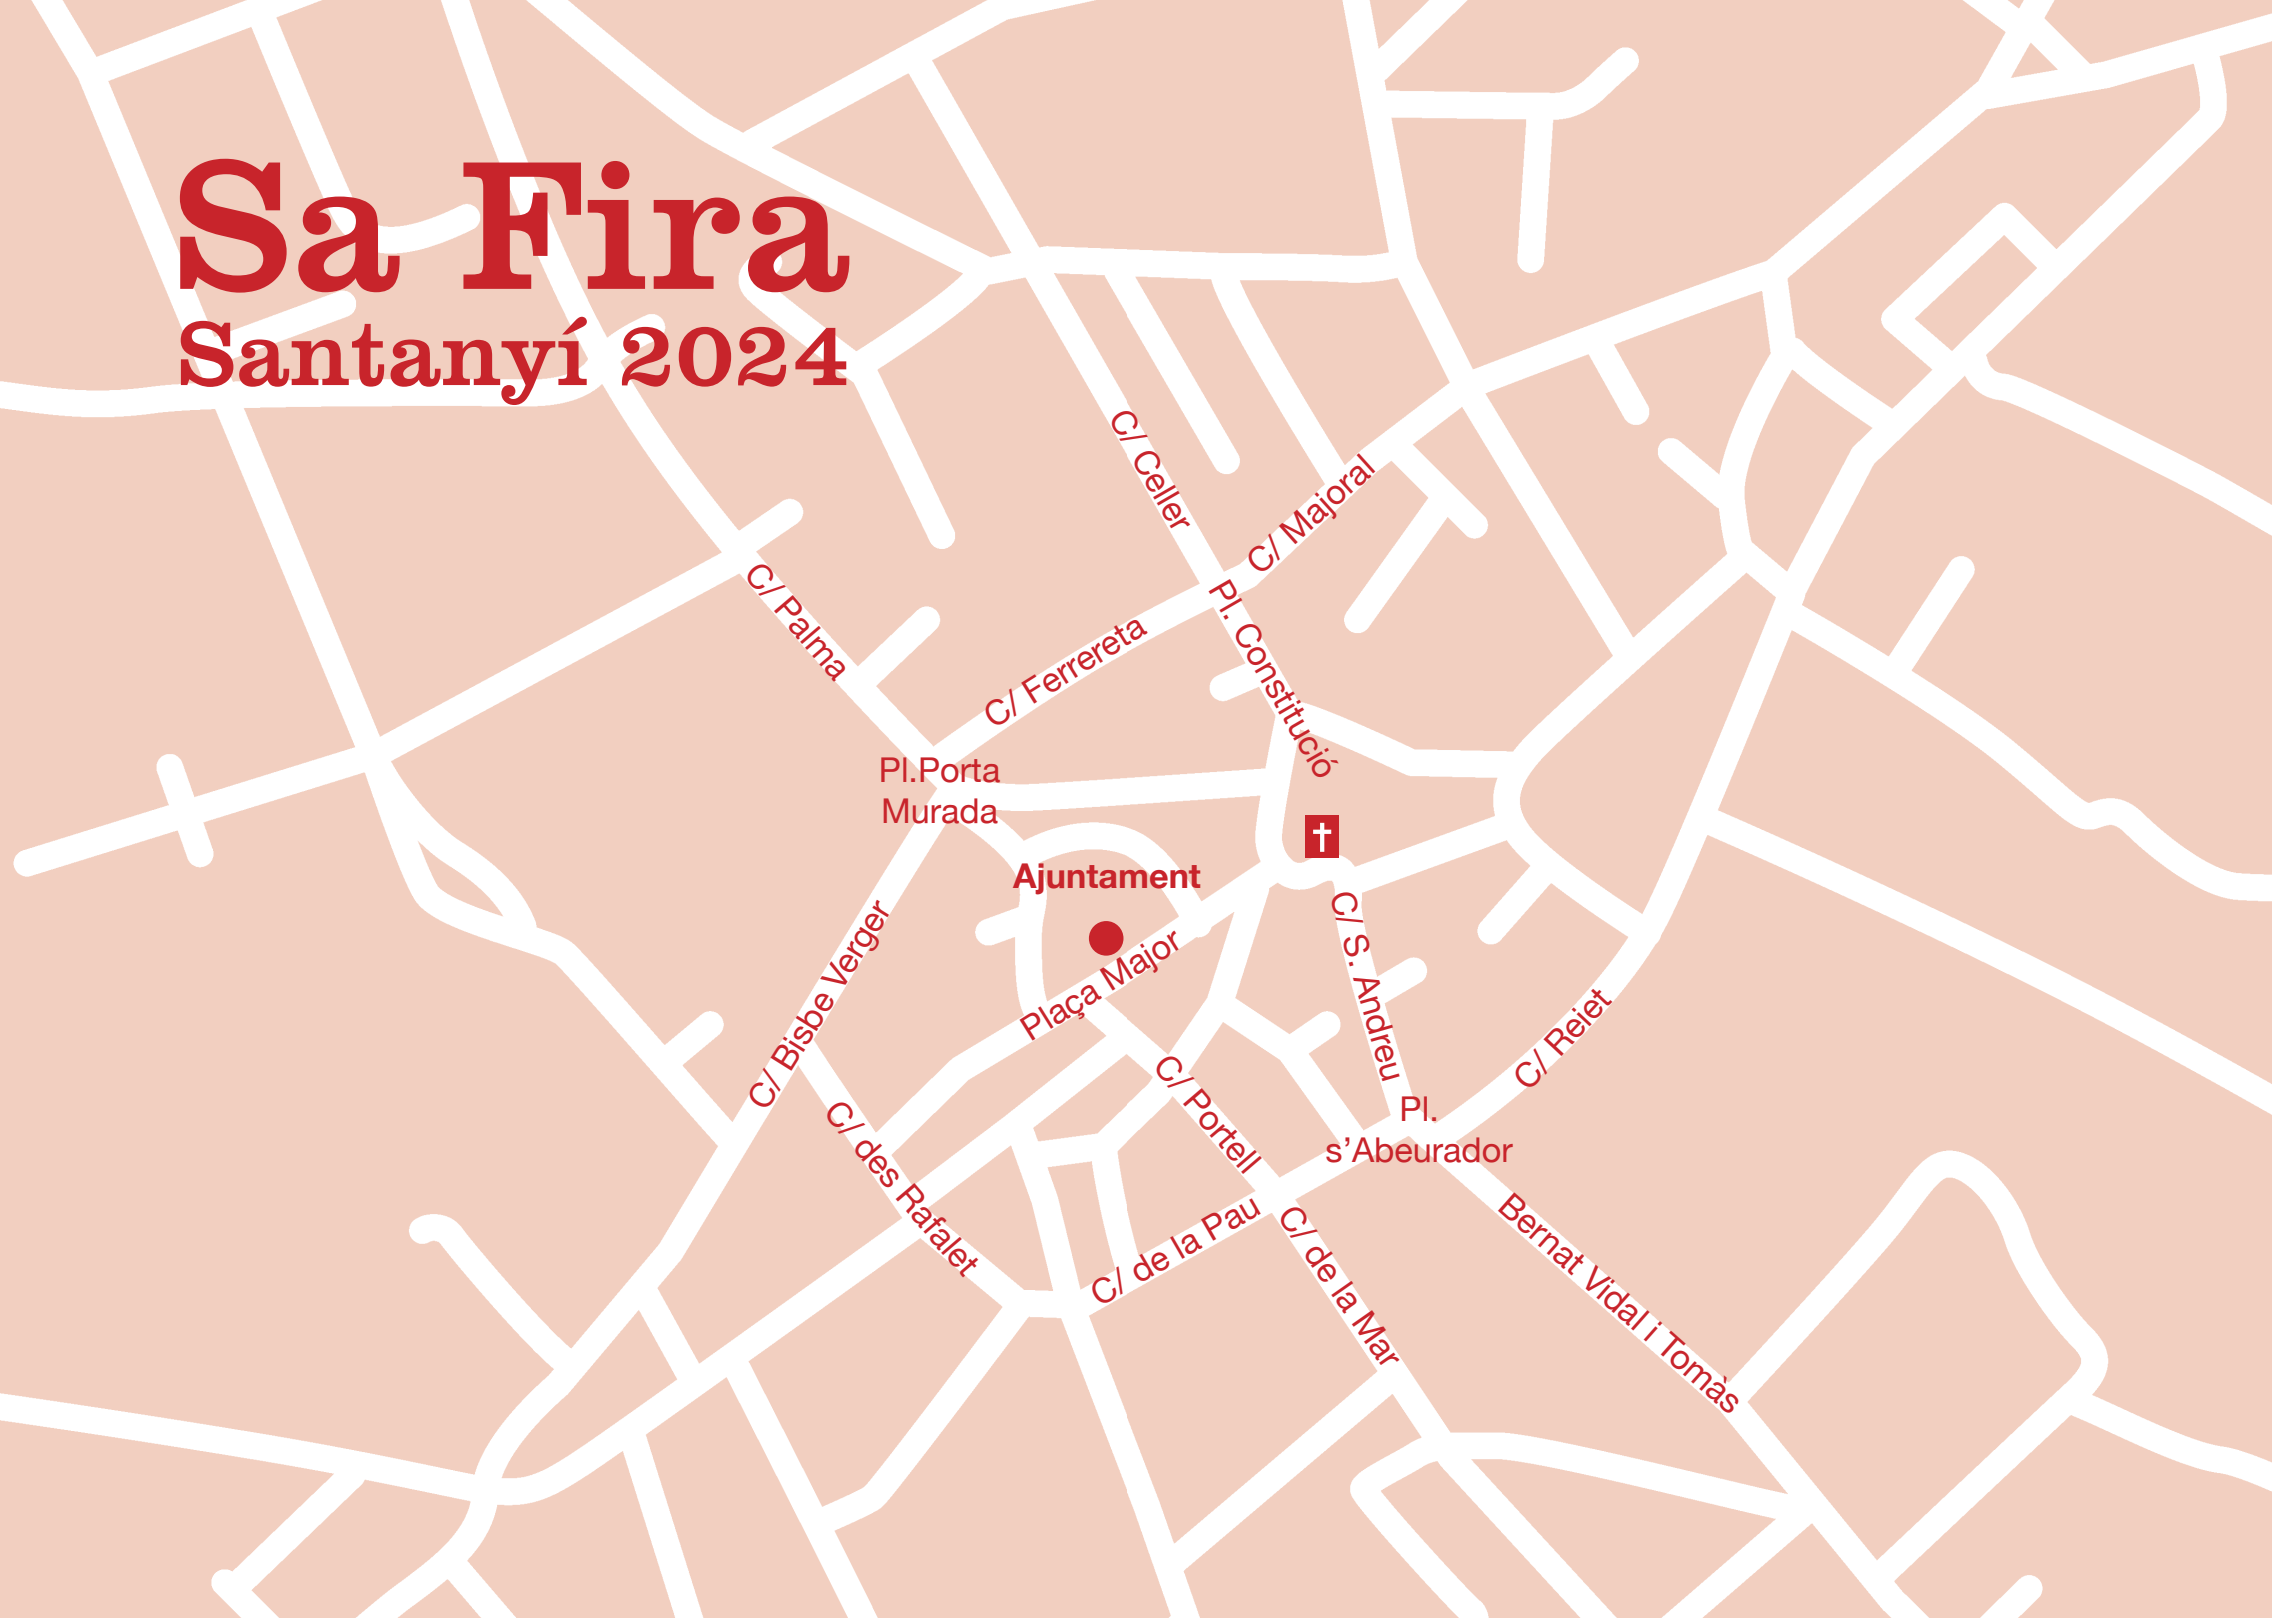 Sa Fira
Santanyí 2024
C/ Celler
C/ Majoral
C/ Palma
Pl. Constitució
C/ Ferrereta
Pl.Porta
Murada
Ajuntament
C/ Bisbe Verger
Plaça Major
C/ S. Andreu
C/ Reiet
C/ Portell
C/ des Rafalet
Pl.
s’Abeurador
C/ de la Pau
C/ de la Mar
Bernat Vidal i Tomàs